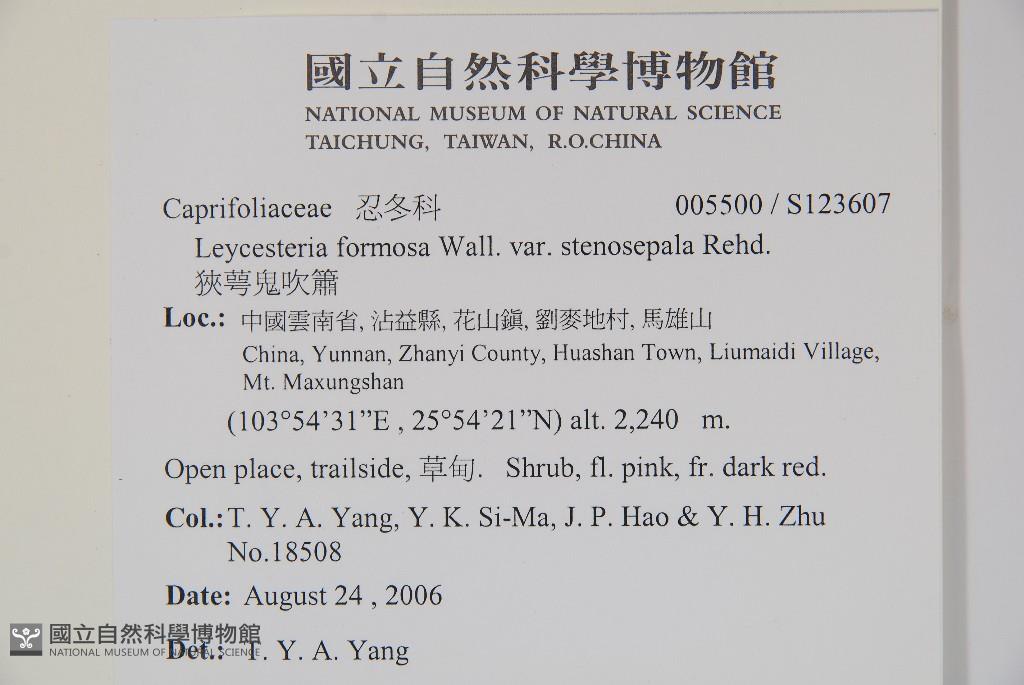 國立自然科學博物館
NATIONAL MUSEUM OF NATURAL SCIENCE
TAICHUNG, TAIWAN, R.O.CHINA
Caprifoliaceae 忍冬科 005500 / S123607
Leycesteria formosa Wall. var. stenosepala Rehd.
狹萼鬼吹簫
Loc.: 中國雲南省, 沾益縣, 花山鎮, 劉麥地村, 馬雄山
China, Yunnan, Zhanyi County, Huashan Town, Liumaidi Village,
Mt. Maxungshan
(103°54’31”E , 25°54’21”N) alt. 2,240 m.
Open place, trailside, 草甸. Shrub, fl. pink, fr. dark red.
Col.: T. Y. A. Yang, Y. K. Si-Ma, J. P. Hao & Y. H. Zhu
No.18508
Date: August 24 , 2006
Det.: T. Y. A. Yang
國立自然科學博物館
NATIONAL MUSEUM OF NATURAL SCIENCE